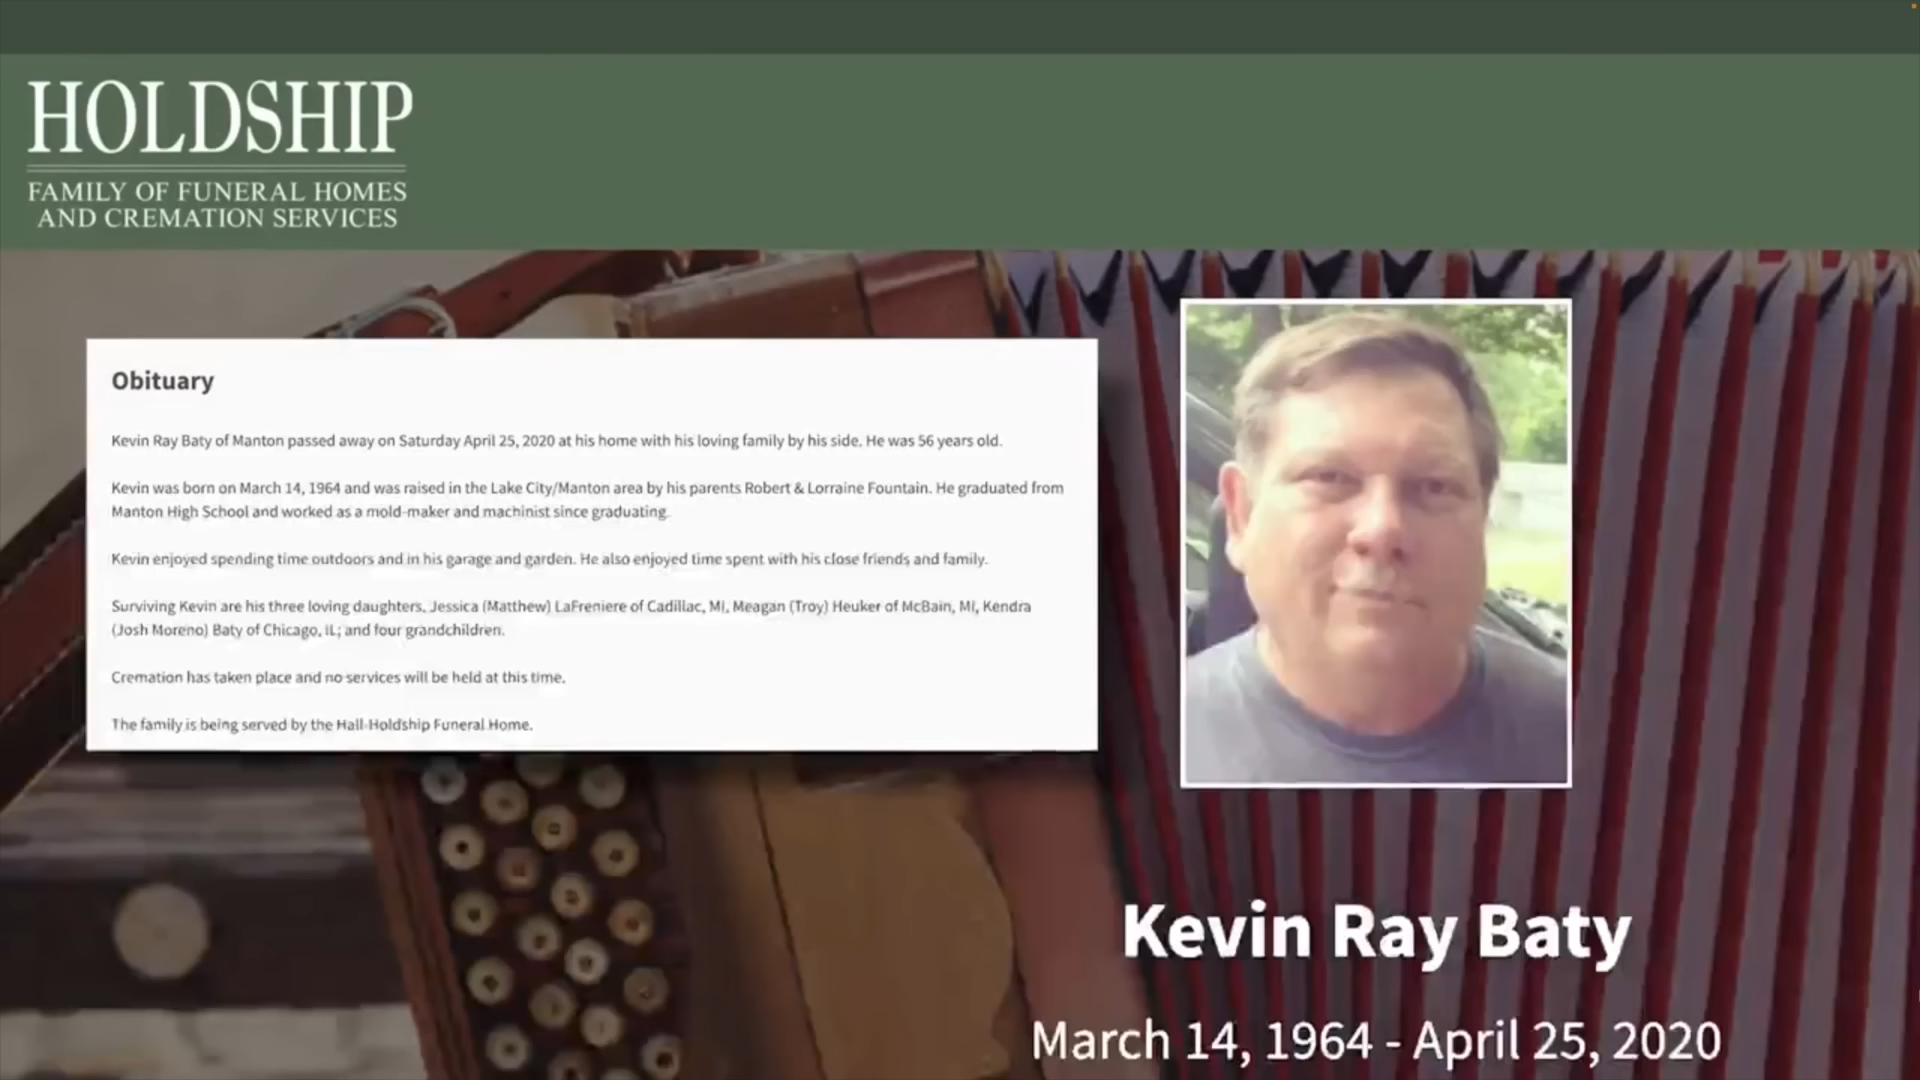 HOLDSHIP
FAMILY OF FUNERAL HOMES
AND CREMATION SERVICES
Obituary
Kevin Ray Baty of Manton passed away on Saturday April 25, 2020 at his home with his loving family by his side. He was 56 years old.
Kevin was born on March 14, 1964 and was raised in the Lake City/Manton area by his parents Robert & Lorraine Fountain. He graduated from
Manton High School and worked as a mold-maker and machinist since graduating.
Kevin enjoyed spending time outdoors and in his garage and garden. He also enjoyed time spent with his close friends and family.
Surviving Kevin are his three loving daughters, Jessica (Matthew) LaFreniere of Cadillac, MI, Meagan (Troy) Heuker of McBain, MI, Kendra
(Josh Moreno) Baty of Chicago, IL; and four grandchildren.
Cremation has taken place and no services will be held at this time.
The family is being served by the Hall-Holdship Funeral Home.
Kevin Ray Baty
March 14, 1964 - April 25, 2020